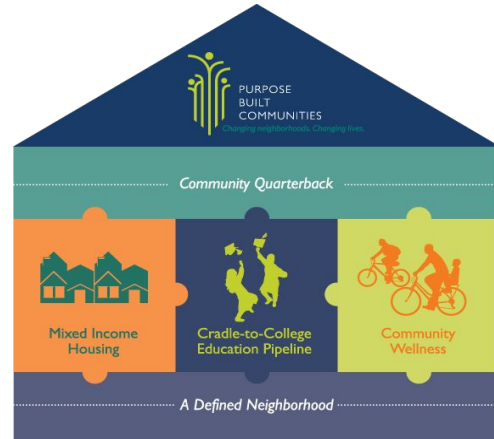 PURPOSE
BUILT
COMMUNITIES
Changing neighborhoods. Changing lives.
Community Quarterback
Mixed Income
Housing
Cradle-to-College
Education Pipeline
Community
Wellness
A Defined Neighborhood